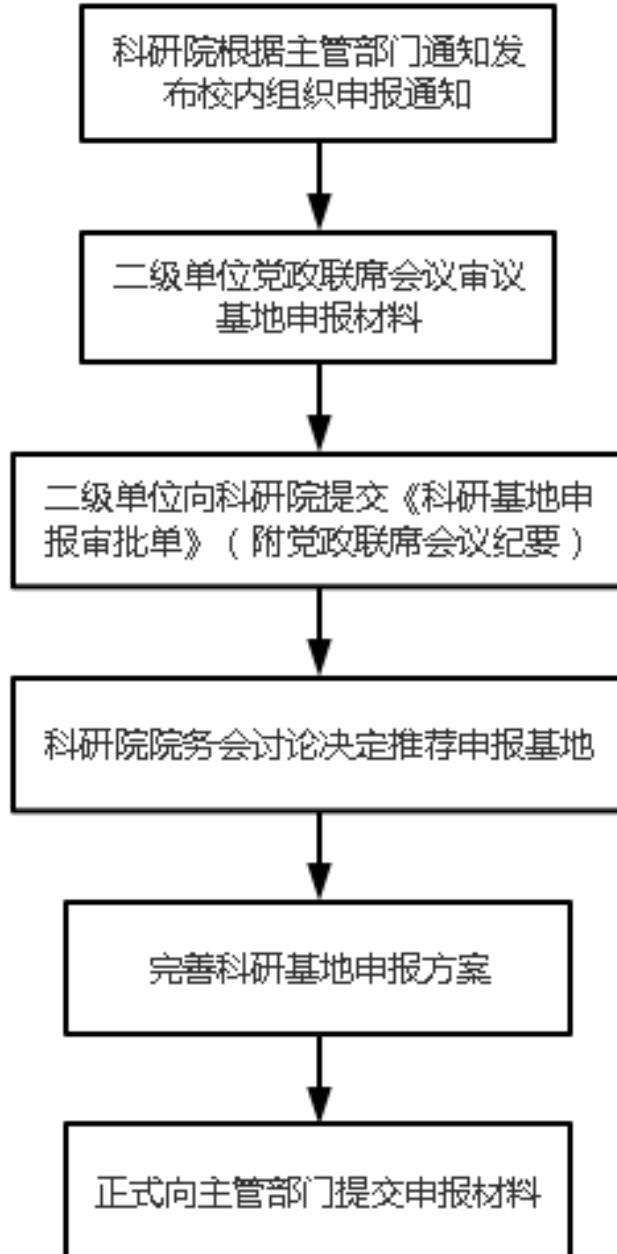 科研院根据主管部门通知发
布校内组织申报通知
二级单位党政联席会议审议
基地申报材料
二级单位向科研院提交《科研基地申
报审批单》（附党政联席会议纪要）
科研院院务会讨论决定推荐申报基地
完善科研基地申报方案
正式向主管部门提交申报材料